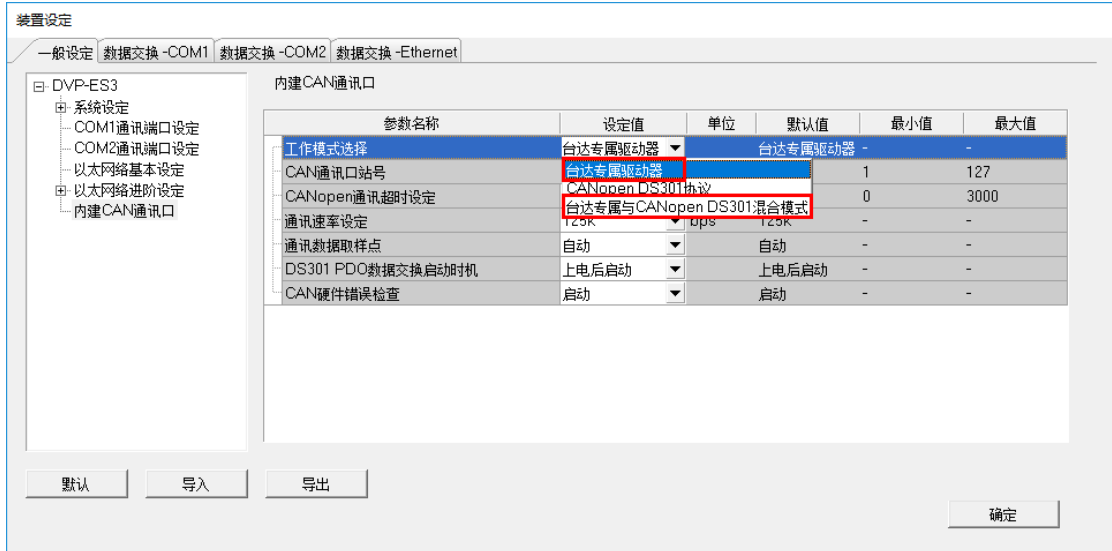 装置设定
一般设定 数据交换 -COM1 数据交换 -COM2 数据交换 -Ethernet
DVP-ES3
系统设定
COM1通讯端口设定
COM2通讯端口设定
以太网络基本设定
以太网络进阶设定
内建CAN通讯口
内建CAN通讯口
参数名称 设定值 单位 默认值 最小值 最大值
工作模式选择 台达专属驱动器 台达专属驱动器 - -
台达专属驱动器
CANopen DS301协议
台达专属与CANopen DS301混合模式
CAN通讯口站号 1 127
CANopen通讯超时设定 0 3000
通讯速率设定 125K bps 125K - -
通讯数据取样点 自动 自动 - -
DS301 PDO数据交换启动时机 上电后启动 上电后启动 - -
CAN硬件错误检查 启动 启动 - -
默认 导入 导出
确定